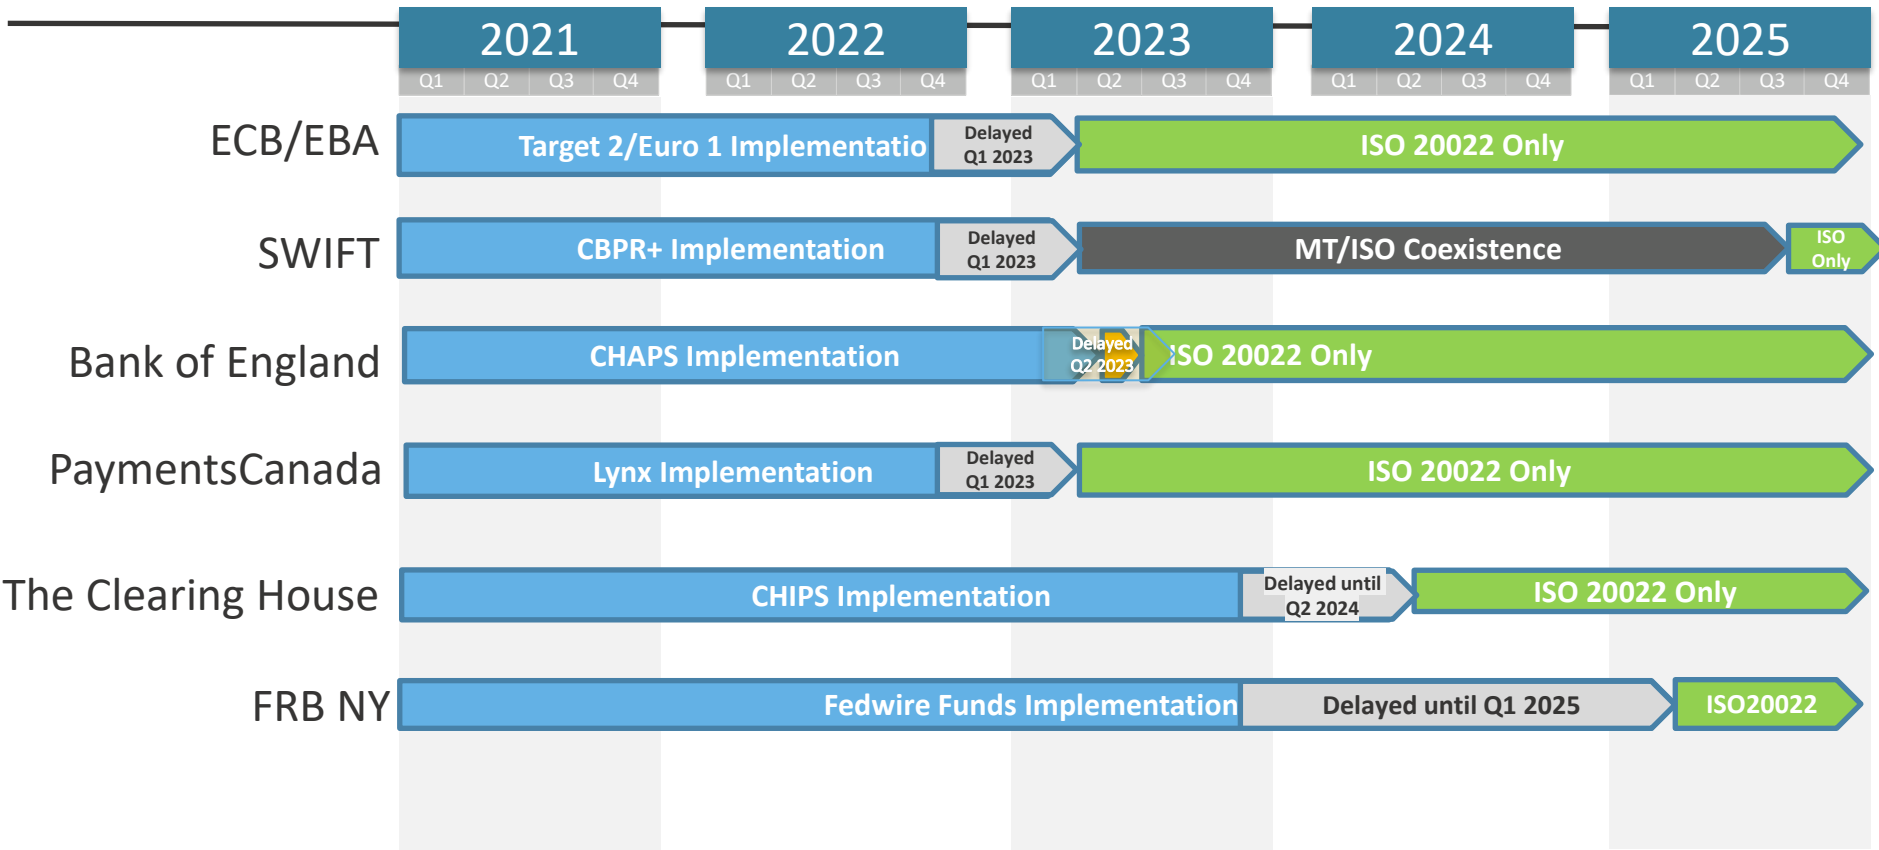 2021 2022 2023 2024 2025
Q1 Q2 Q3 Q4 Q1 Q2 Q3 Q4 Q1 Q2 Q3 Q4 Q1 Q2 Q3 Q4 Q1 Q2 Q3 Q4
ECB/EBA
Target 2/Euro 1 Implementatio
Delayed
Q1 2023
ISO 20022 Only
SWIFT
CBPR+ Implementation
Delayed
Q1 2023
MT/ISO Coexistence
ISO
Only
Bank of England
CHAPS Implementation
Delayed
Q2 2023
ISO 20022 Only
PaymentsCanada
Lynx Implementation
Delayed
Q1 2023
ISO 20022 Only
The Clearing House
CHIPS Implementation
Delayed until
Q2 2024
ISO 20022 Only
FRB NY
Fedwire Funds Implementation
Delayed until Q1 2025
ISO20022